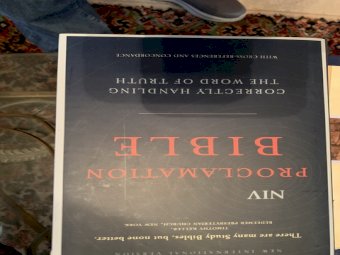 NEW INTERNATIONAL VERSION
There are many Study Bibles, but none better.
TIMOTHY KELLER,
REDEEMER PRESBYTERIAN CHURCH, NEW YORK
NIV
PROCLAMATION
BIBLE
CORRECTLY HANDLING
THE WORD OF TRUTH
WITH CROSS-REFERENCES AND CONCORDANCE